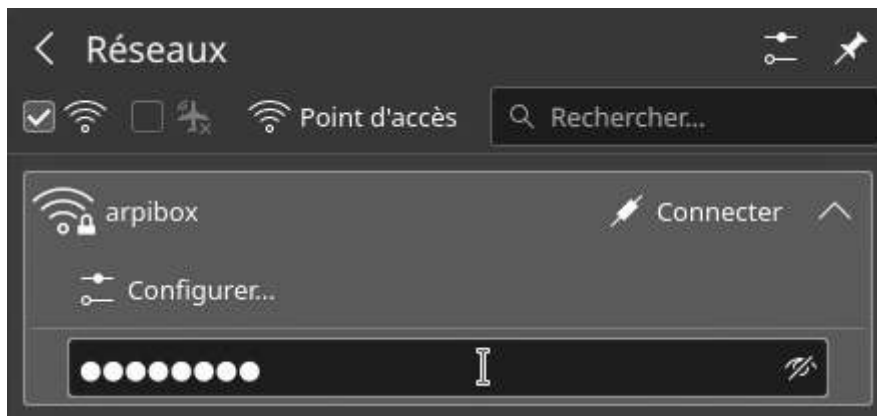 Réseaux
Point d'accès Rechercher...
arpibox Connecter
Configurer...
●●●●●●●●